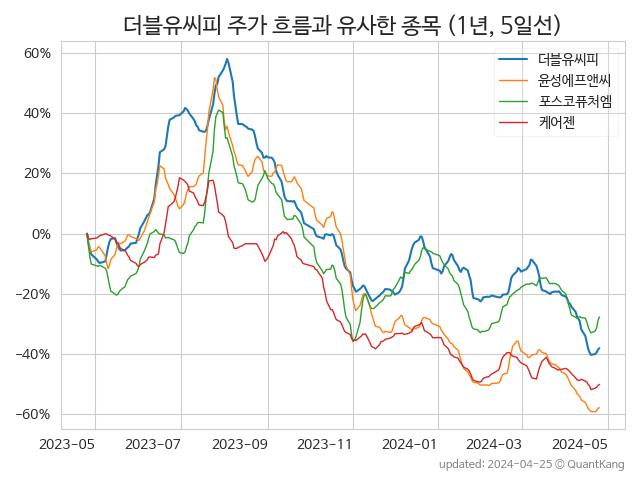 더블유씨피 주가 흐름과 유사한 종목 (1년, 5일선)
60%
40%
20%
0%
−20%
−40%
−60%
더블유씨피
윤성에프앤씨
포스코퓨처엠
케어젠
2023-05 2023-07 2023-09 2023-11 2024-01 2024-03 2024-05
updated: 2024-04-25 © QuantKang